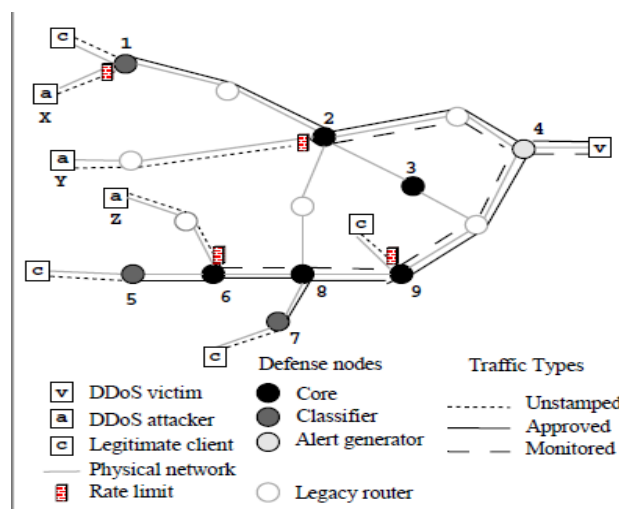 c
1
a
X
2
4
a
Y
v
3
a
Z
c
c
5
6
8
9
7
c
Defense nodes
Traffic Types
v DDoS victim
Core
a DDoS attacker
Classifier
Unstamped
c Legitimate client
Alert generator
Approved
Physical network
Monitored
Rate limit
Legacy router